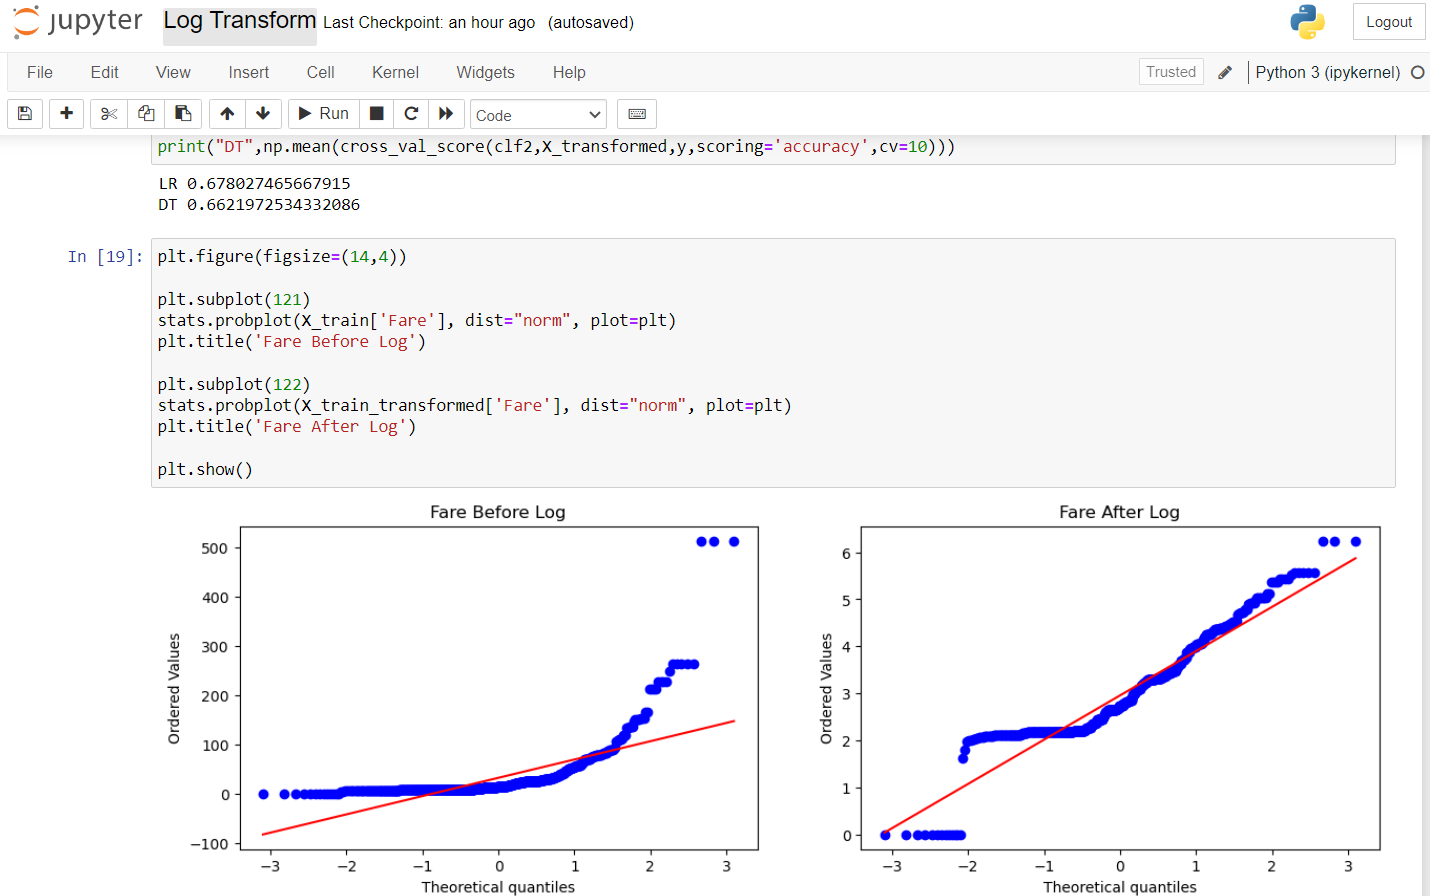 jupyter Log Transform Last Checkpoint: an hour ago (autosaved) Logout
File Edit View Insert Cell Kernel Widgets Help Trusted Python 3 (ipykernel)
Run Code
print("DT",np.mean(cross_val_score(clf2,X_transformed,y,scoring='accuracy',cv=10)))
LR 0.678027465667915
DT 0.6621972534332086
In [19]: plt.figure(figsize=(14,4))
plt.subplot(121)
stats.probplot(X_train['Fare'], dist="norm", plot=plt)
plt.title('Fare Before Log')
plt.subplot(122)
stats.probplot(X_train_transformed['Fare'], dist="norm", plot=plt)
plt.title('Fare After Log')
plt.show()
Fare Before Log
500
400
300
200
100
0
−100
Ordered Values
−3 −2 −1 0 1 2 3
Theoretical quantiles
Fare After Log
6
5
4
3
2
1
0
Ordered Values
−3 −2 −1 0 1 2 3
Theoretical quantiles